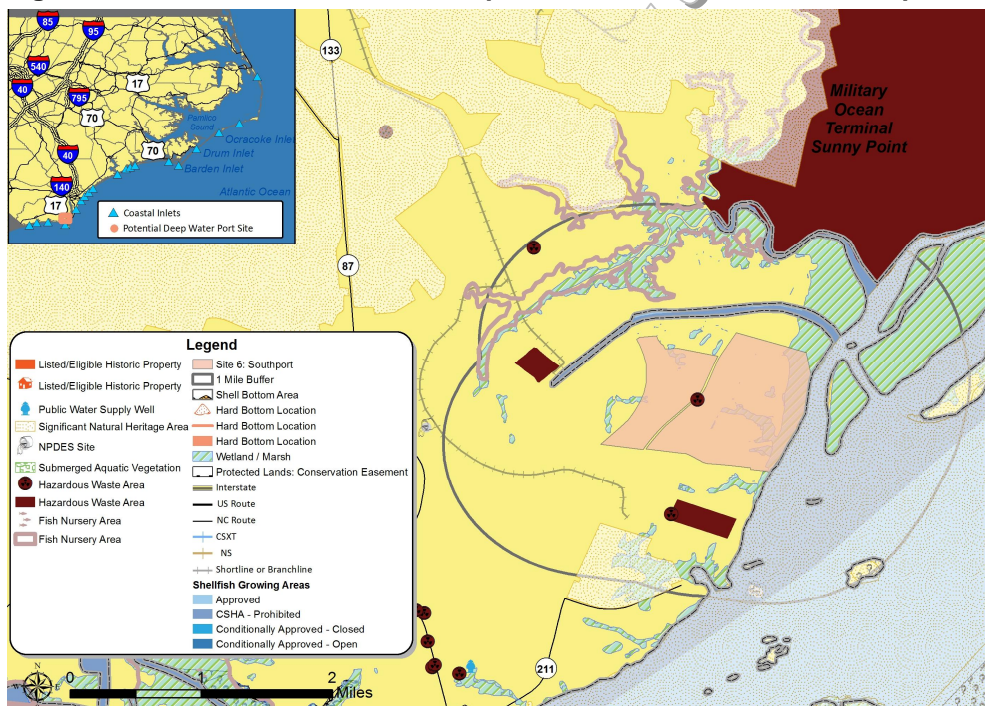 133
85
95
540
17
40
795
70
Pamlico
Sound
Ocracoke Inlet
70
Drum Inlet
40
Barden Inlet
140
Atlantic Ocean
17
Coastal Inlets
Potential Deep Water Port Site
Military
Ocean
Terminal
Sunny Point
87
Legend
Listed/Eligible Historic Property
Listed/Eligible Historic Property
Public Water Supply Well
Significant Natural Heritage Area
NPDES Site
Submerged Aquatic Vegetation
Hazardous Waste Area
Hazardous Waste Area
Fish Nursery Area
Fish Nursery Area
Site 6: Southport
1 Mile Buffer
Shell Bottom Area
Hard Bottom Location
Hard Bottom Location
Hard Bottom Location
Wetland / Marsh
Protected Lands: Conservation Easement
Interstate
US Route
NC Route
CSXT
NS
Shortline or Branchline
Shellfish Growing Areas
Approved
CSHA - Prohibited
Conditionally Approved - Closed
Conditionally Approved - Open
211
N
0 1 2
Miles